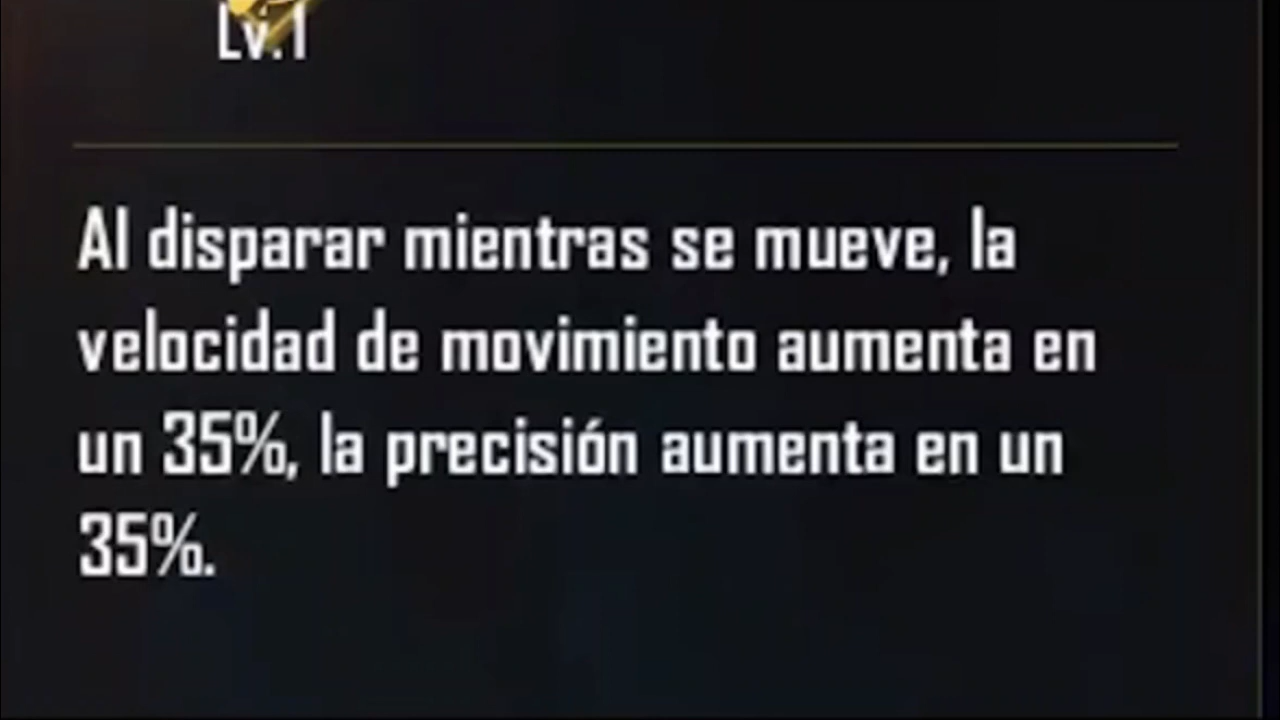 Lv.1
Al disparar mientras se mueve, la
velocidad de movimiento aumenta en
un 35%, la precisión aumenta en un
35%.